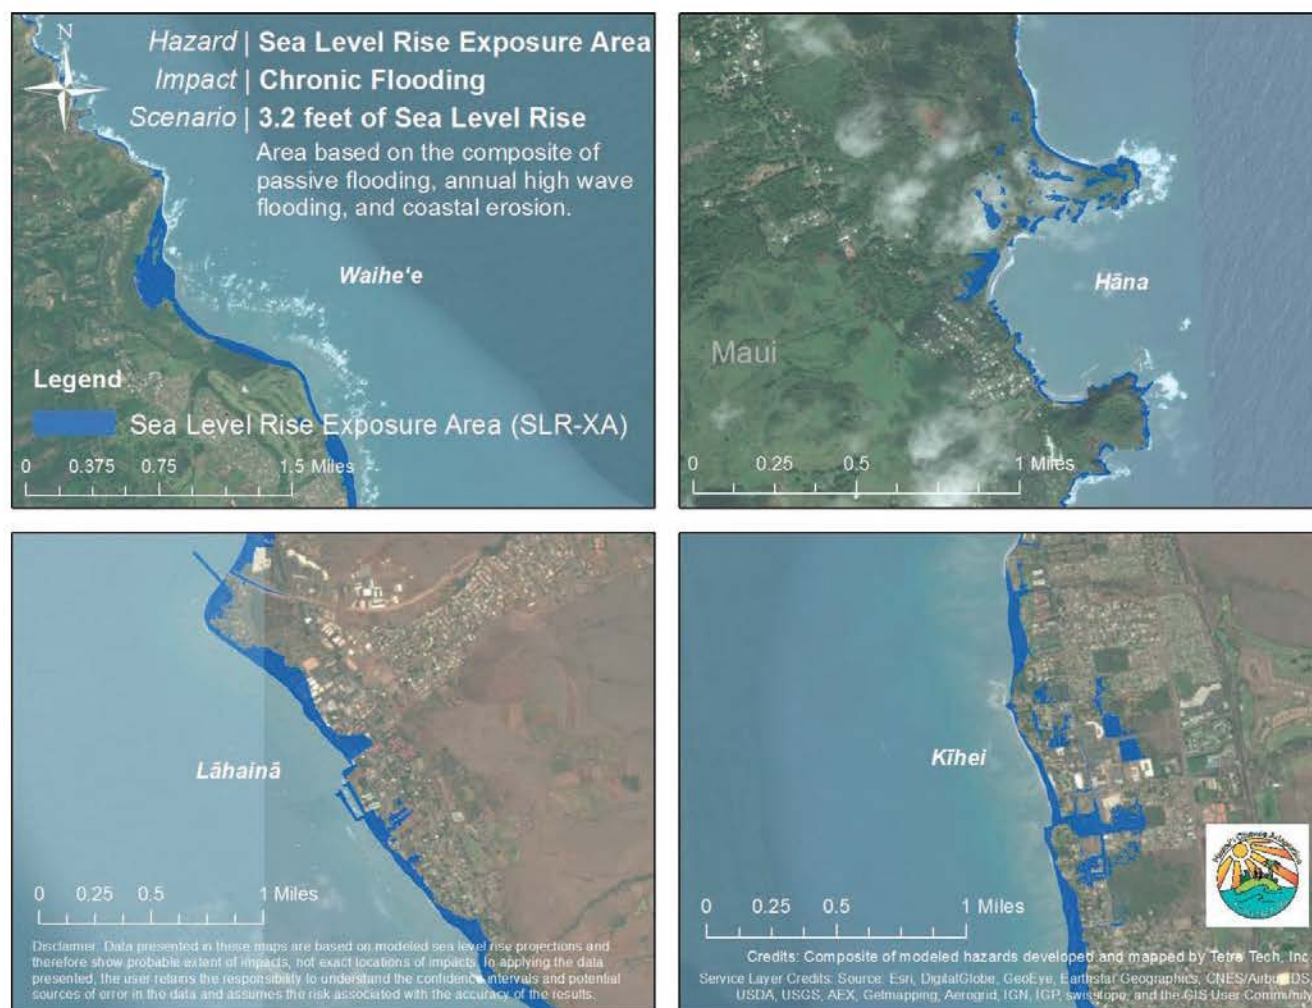 N
Hazard | Sea Level Rise Exposure Area
Impact | Chronic Flooding
Scenario | 3.2 feet of Sea Level Rise
Area based on the composite of
passive flooding, annual high wave
flooding, and coastal erosion.
Waihe‘e
Legend
Sea Level Rise Exposure Area (SLR-XA)
0 0.375 0.75 1.5 Miles
Hāna
Maui
0 0.25 0.5 1 Miles
Lāhainā
0 0.25 0.5 1 Miles
Disclaimer: Data presented in these maps are based on modeled sea level rise projections and
therefore show probable extent of impacts, not exact locations of impacts. In applying the data
presented, the user retains the responsibility to understand the confidence intervals and potential
sources of error in the data and assumes the risk associated with the accuracy of the results.
Kīhei
0 0.25 0.5 1 Miles
Credits: Composite of modeled hazards developed and mapped by Tetra Tech, Inc
Service Layer Credits: Source: Esri, DigitalGlobe, GeoEye, Earthstar Geographics, CNES/Airbus DS,
USDA, USGS, AEX, Getmapping, Aerogrid, IGN, IGP, swisstopo, and the GIS User Community